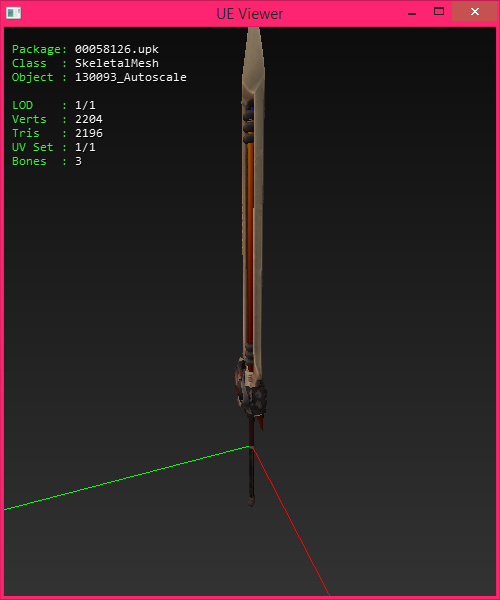 UE Viewer
Package: 00058126.upk
Class  : SkeletalMesh
Object : 130093_Autoscale
LOD    : 1/1
Verts  : 2204
Tris   : 2196
UV Set : 1/1
Bones  : 3